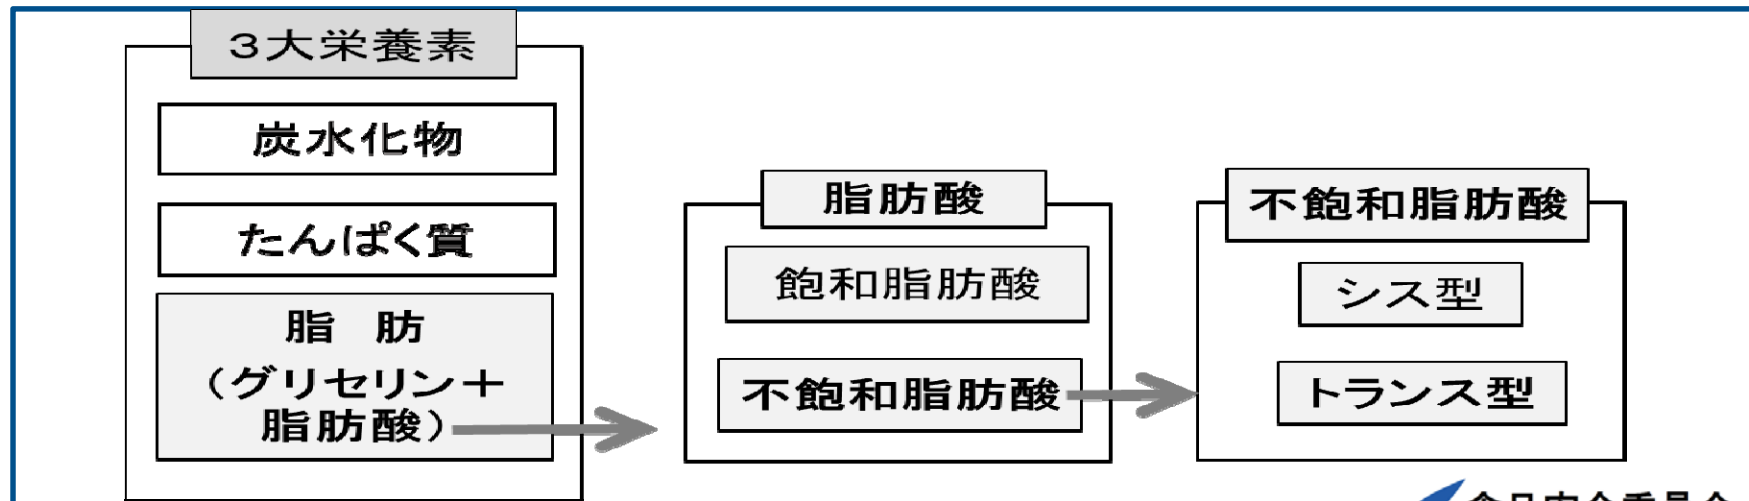 3大栄養素
炭水化物
たんぱく質
脂 肪
（グリセリン＋
脂肪酸）
脂肪酸
飽和脂肪酸
不飽和脂肪酸
不飽和脂肪酸
シス型
トランス型